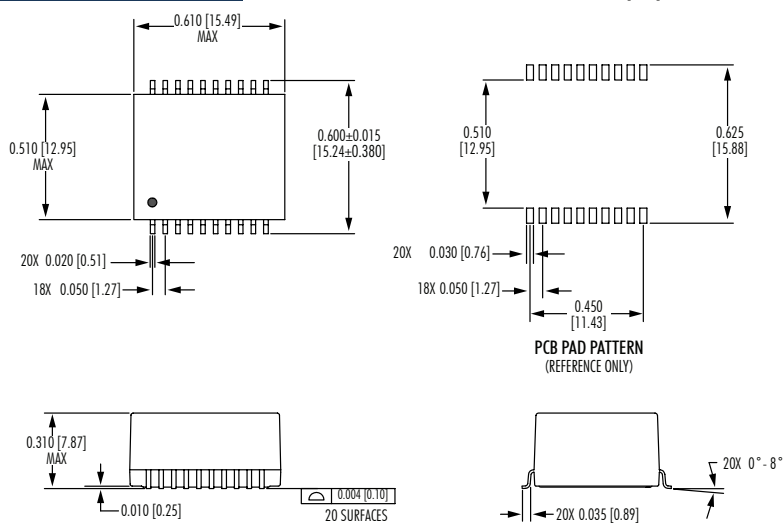 0.610 [15.49]
MAX
0.510 [12.95]
MAX
0.600±0.015
[15.24±0.380]
20X 0.020 [0.51]
18X 0.050 [1.27]
0.510
[12.95]
0.625
[15.88]
20X 0.030 [0.76]
18X 0.050 [1.27]
0.450
[11.43]
PCB PAD PATTERN
(REFERENCE ONLY)
0.310 [7.87]
MAX
0.010 [0.25]
0.004 [0.10]
20 SURFACES
20X 0°-8°
20X 0.035 [0.89]